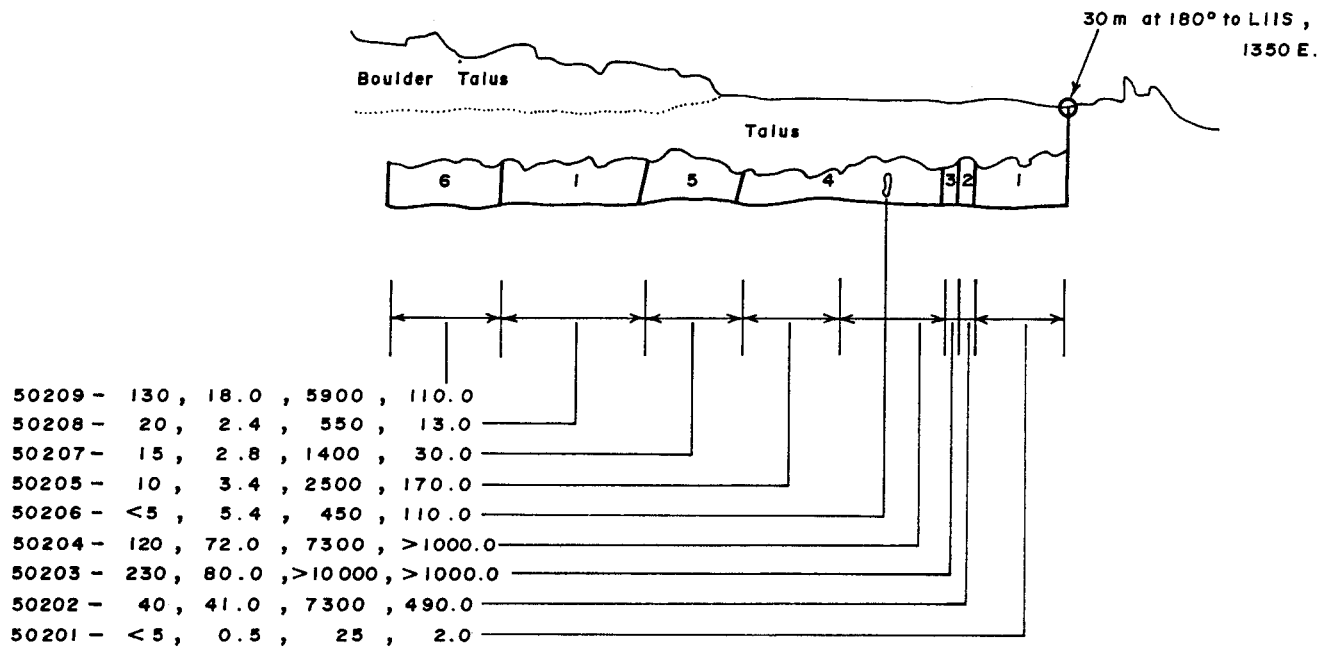 30 m at 180° to L11S ,
1350 E.
Boulder Talus
Talus
6 1 5 4 3 2 1
50209 - 130 , 18.0 , 5900 , 110.0
50208 - 20 , 2.4 , 550 , 13.0
50207 - 15 , 2.8 , 1400 , 30.0
50205 - 10 , 3.4 , 2500 , 170.0
50206 - <5 , 5.4 , 450 , 110.0
50204 - 120 , 72.0 , 7300 , >1000.0
50203 - 230 , 80.0 , >10000 , >1000.0
50202 - 40 , 41.0 , 7300 , 490.0
50201 - <5 , 0.5 , 25 , 2.0